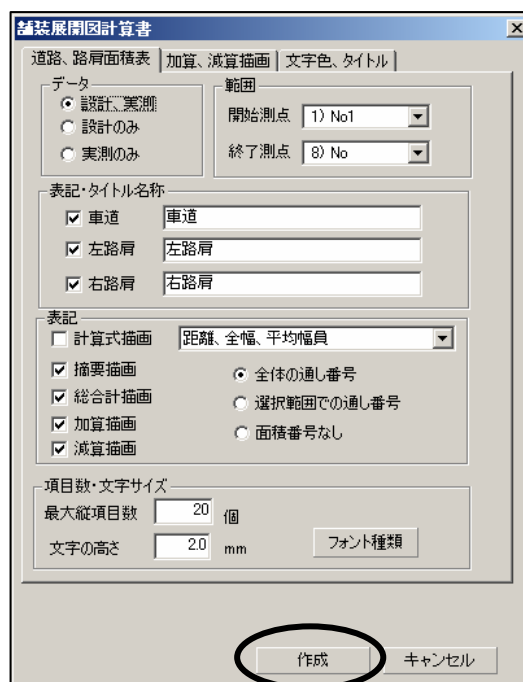 舗装展開図計算書
道路、路肩面積表 加算、減算描画 文字色、タイトル
データ
設計、実測
設計のみ
実測のみ
範囲
開始測点 1) No1
終了測点 8) No
表記・タイトル名称
車道 車道
左路肩 左路肩
右路肩 右路肩
表記
計算式描画 距離、全幅、平均幅員
摘要描画
総合計描画
加算描画
減算描画
全体の通し番号
選択範囲での通し番号
面積番号なし
項目数・文字サイズ
最大縦項目数 20 個
文字の高さ 2.0 mm
フォント種類
作成 キャンセル